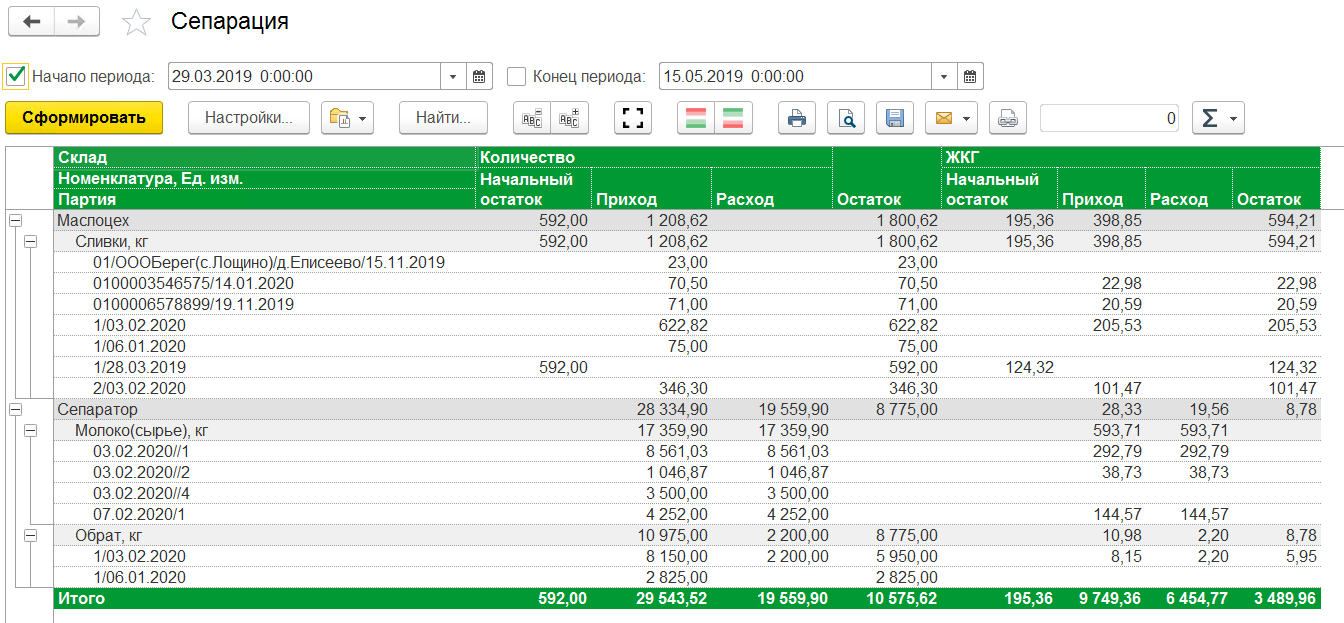 Сепарация
Начало периода: 29.03.2019 0:00:00 Конец периода: 15.05.2019 0:00:00
Сформировать Настройки... Найти... 0 Σ
Склад Количество ЖКГ
Номенклатура, Ед. изм. Начальный Начальный
Партия остаток Приход Расход Остаток остаток Приход Расход Остаток
Маслоцех 592,00 1 208,62 1 800,62 195,36 398,85 594,21
Сливки, кг 592,00 1 208,62 1 800,62 195,36 398,85 594,21
01/ОООБерег(с.Лощино)/д.Елисеево/15.11.2019 23,00 23,00
0100003546575/14.01.2020 70,50 70,50 22,98 22,98
0100006578899/19.11.2019 71,00 71,00 20,59 20,59
1/03.02.2020 622,82 622,82 205,53 205,53
1/06.01.2020 75,00 75,00
1/28.03.2019 592,00 592,00 124,32 124,32
2/03.02.2020 346,30 346,30 101,47 101,47
Сепаратор 28 334,90 19 559,90 8 775,00 28,33 19,56 8,78
Молоко(сырье), кг 17 359,90 17 359,90 593,71 593,71
03.02.2020//1 8 561,03 8 561,03 292,79 292,79
03.02.2020//2 1 046,87 1 046,87 38,73 38,73
03.02.2020//4 3 500,00 3 500,00
07.02.2020/1 4 252,00 4 252,00 144,57 144,57
Обрат, кг 10 975,00 2 200,00 8 775,00 10,98 2,20 8,78
1/03.02.2020 8 150,00 2 200,00 5 950,00 8,15 2,20 5,95
1/06.01.2020 2 825,00 2 825,00
Итого 592,00 29 543,52 19 559,90 10 575,62 195,36 9 749,36 6 454,77 3 489,96